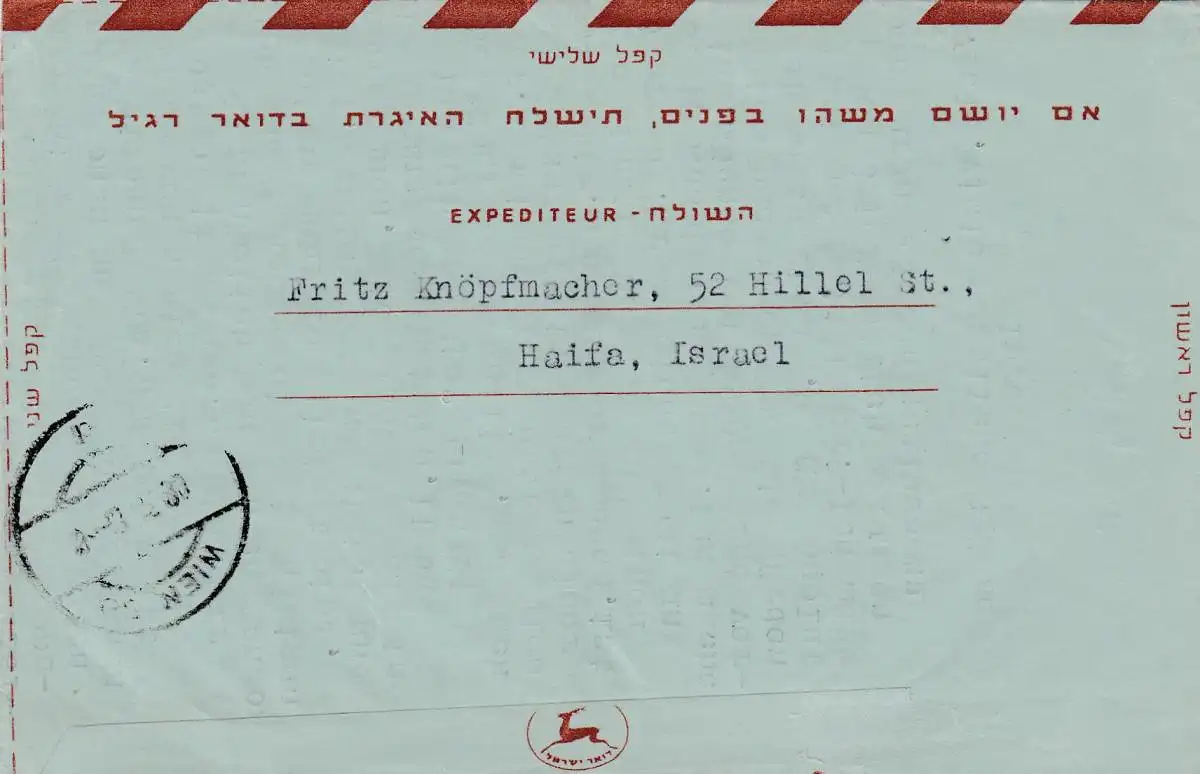 קפל שלישי
אם יושם משהו בפנים, תישלח האיגרת בדואר רגיל
EXPEDITEUR - השולח
Fritz Knöpfmacher, 52 Hillel St.,
Haifa, Israel
קפל שני
קפל ראשון
WIEN
דואר ישראל